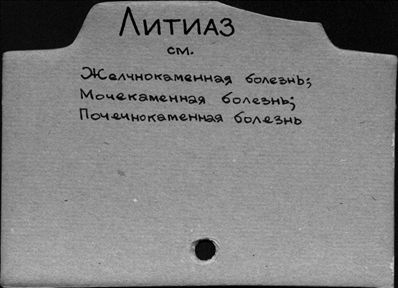 Литиаз
см.
Желчнокаменная болезнь;
Мочекаменная болезнь;
Почечнокаменная болезнь